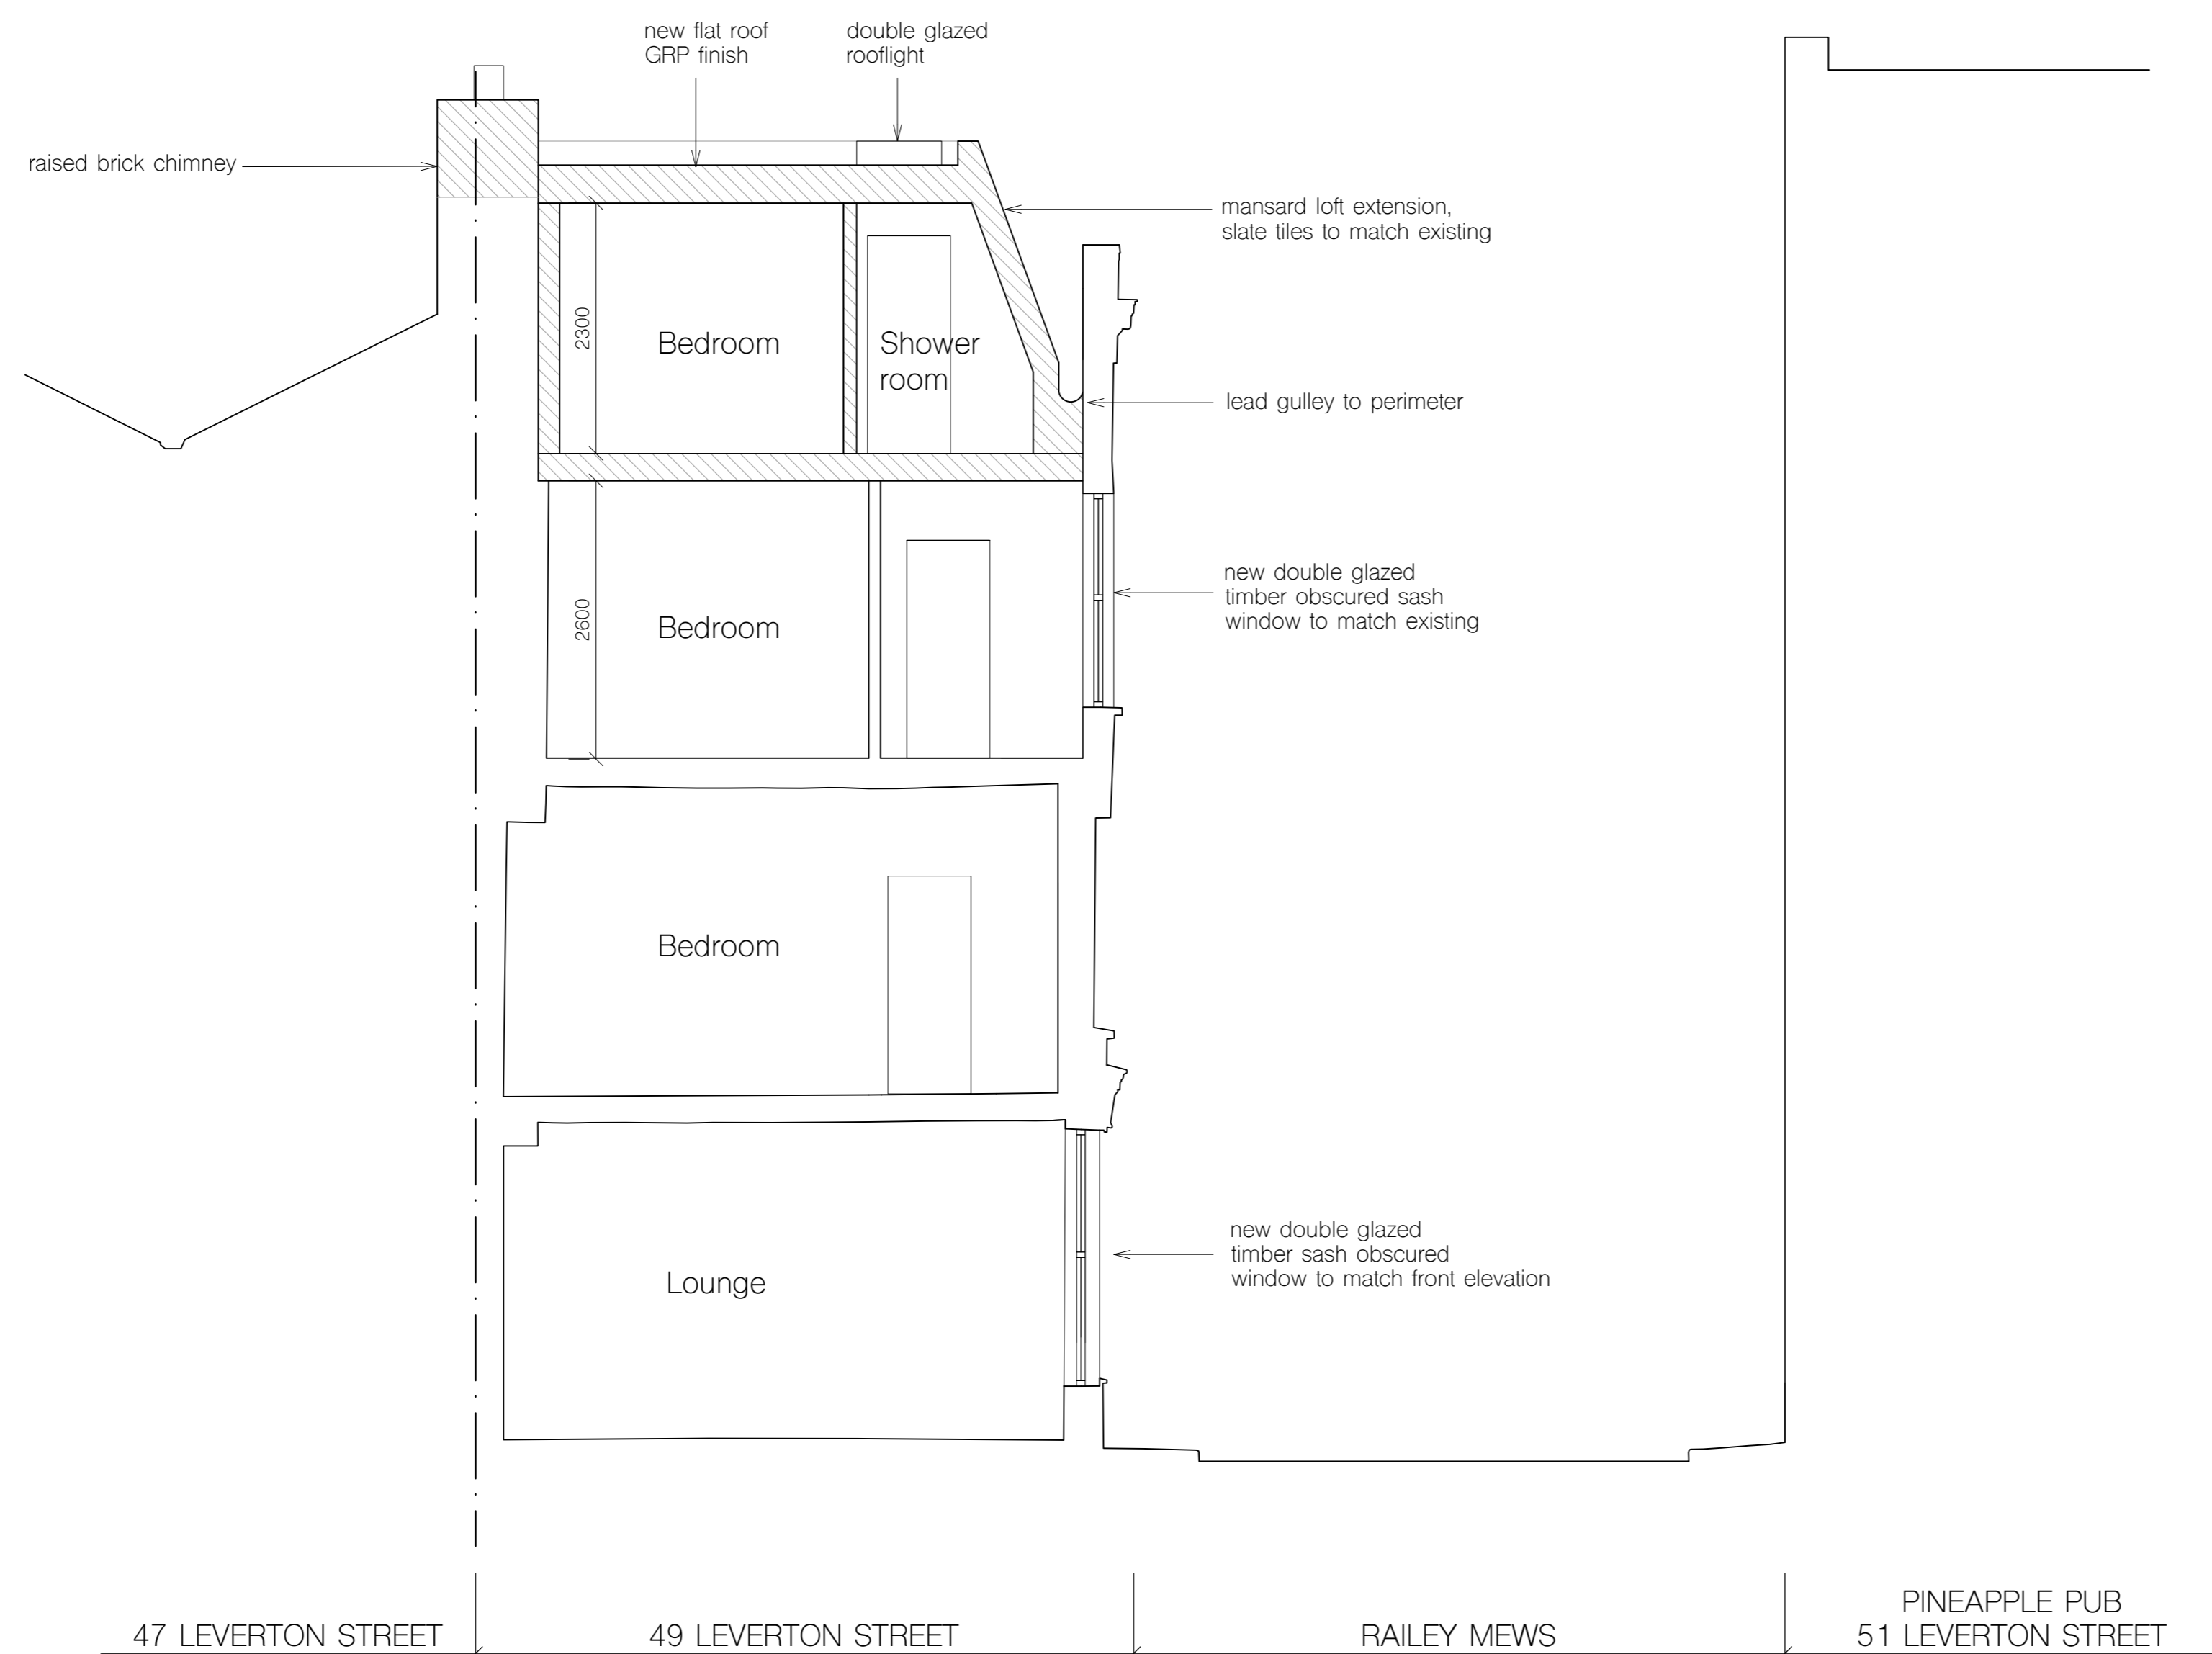 new flat roof
GRP finish
double glazed
rooflight
raised brick chimney
mansard loft extension,
slate tiles to match existing
2300
Bedroom
Shower
room
lead gulley to perimeter
new double glazed
timber obscured sash
window to match existing
2600
Bedroom
Bedroom
new double glazed
timber sash obscured
window to match front elevation
Lounge
47 LEVERTON STREET
49 LEVERTON STREET
RAILEY MEWS
PINEAPPLE PUB
51 LEVERTON STREET